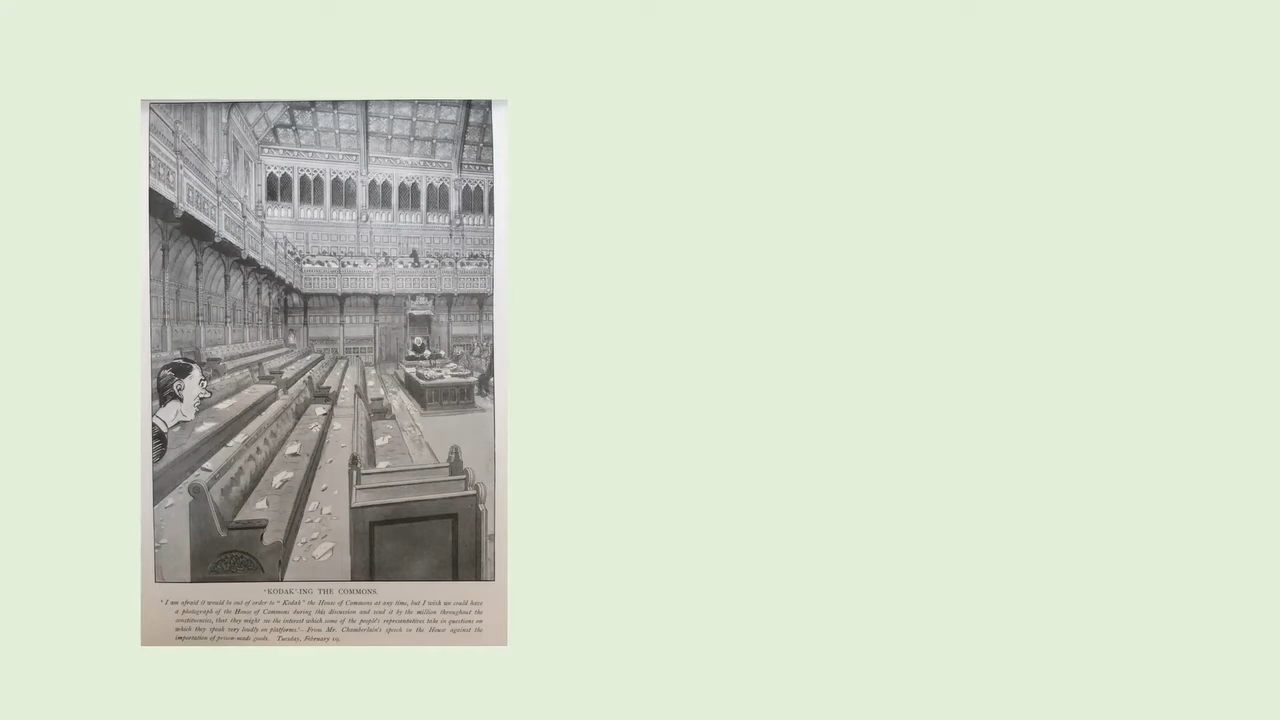 'KODAK'-ING THE COMMONS.
'I am afraid it would be out of order to "Kodak" the House of Commons at any time, but I wish we could have
a photograph of the House of Commons during this discussion and send it by the million throughout the
constituencies, that they might see the interest which some of the people's representatives take in questions on
which they speak very loudly on platforms.'—From Mr. Chamberlain's speech in the House against the
importation of prison-made goods. Tuesday, February 19.